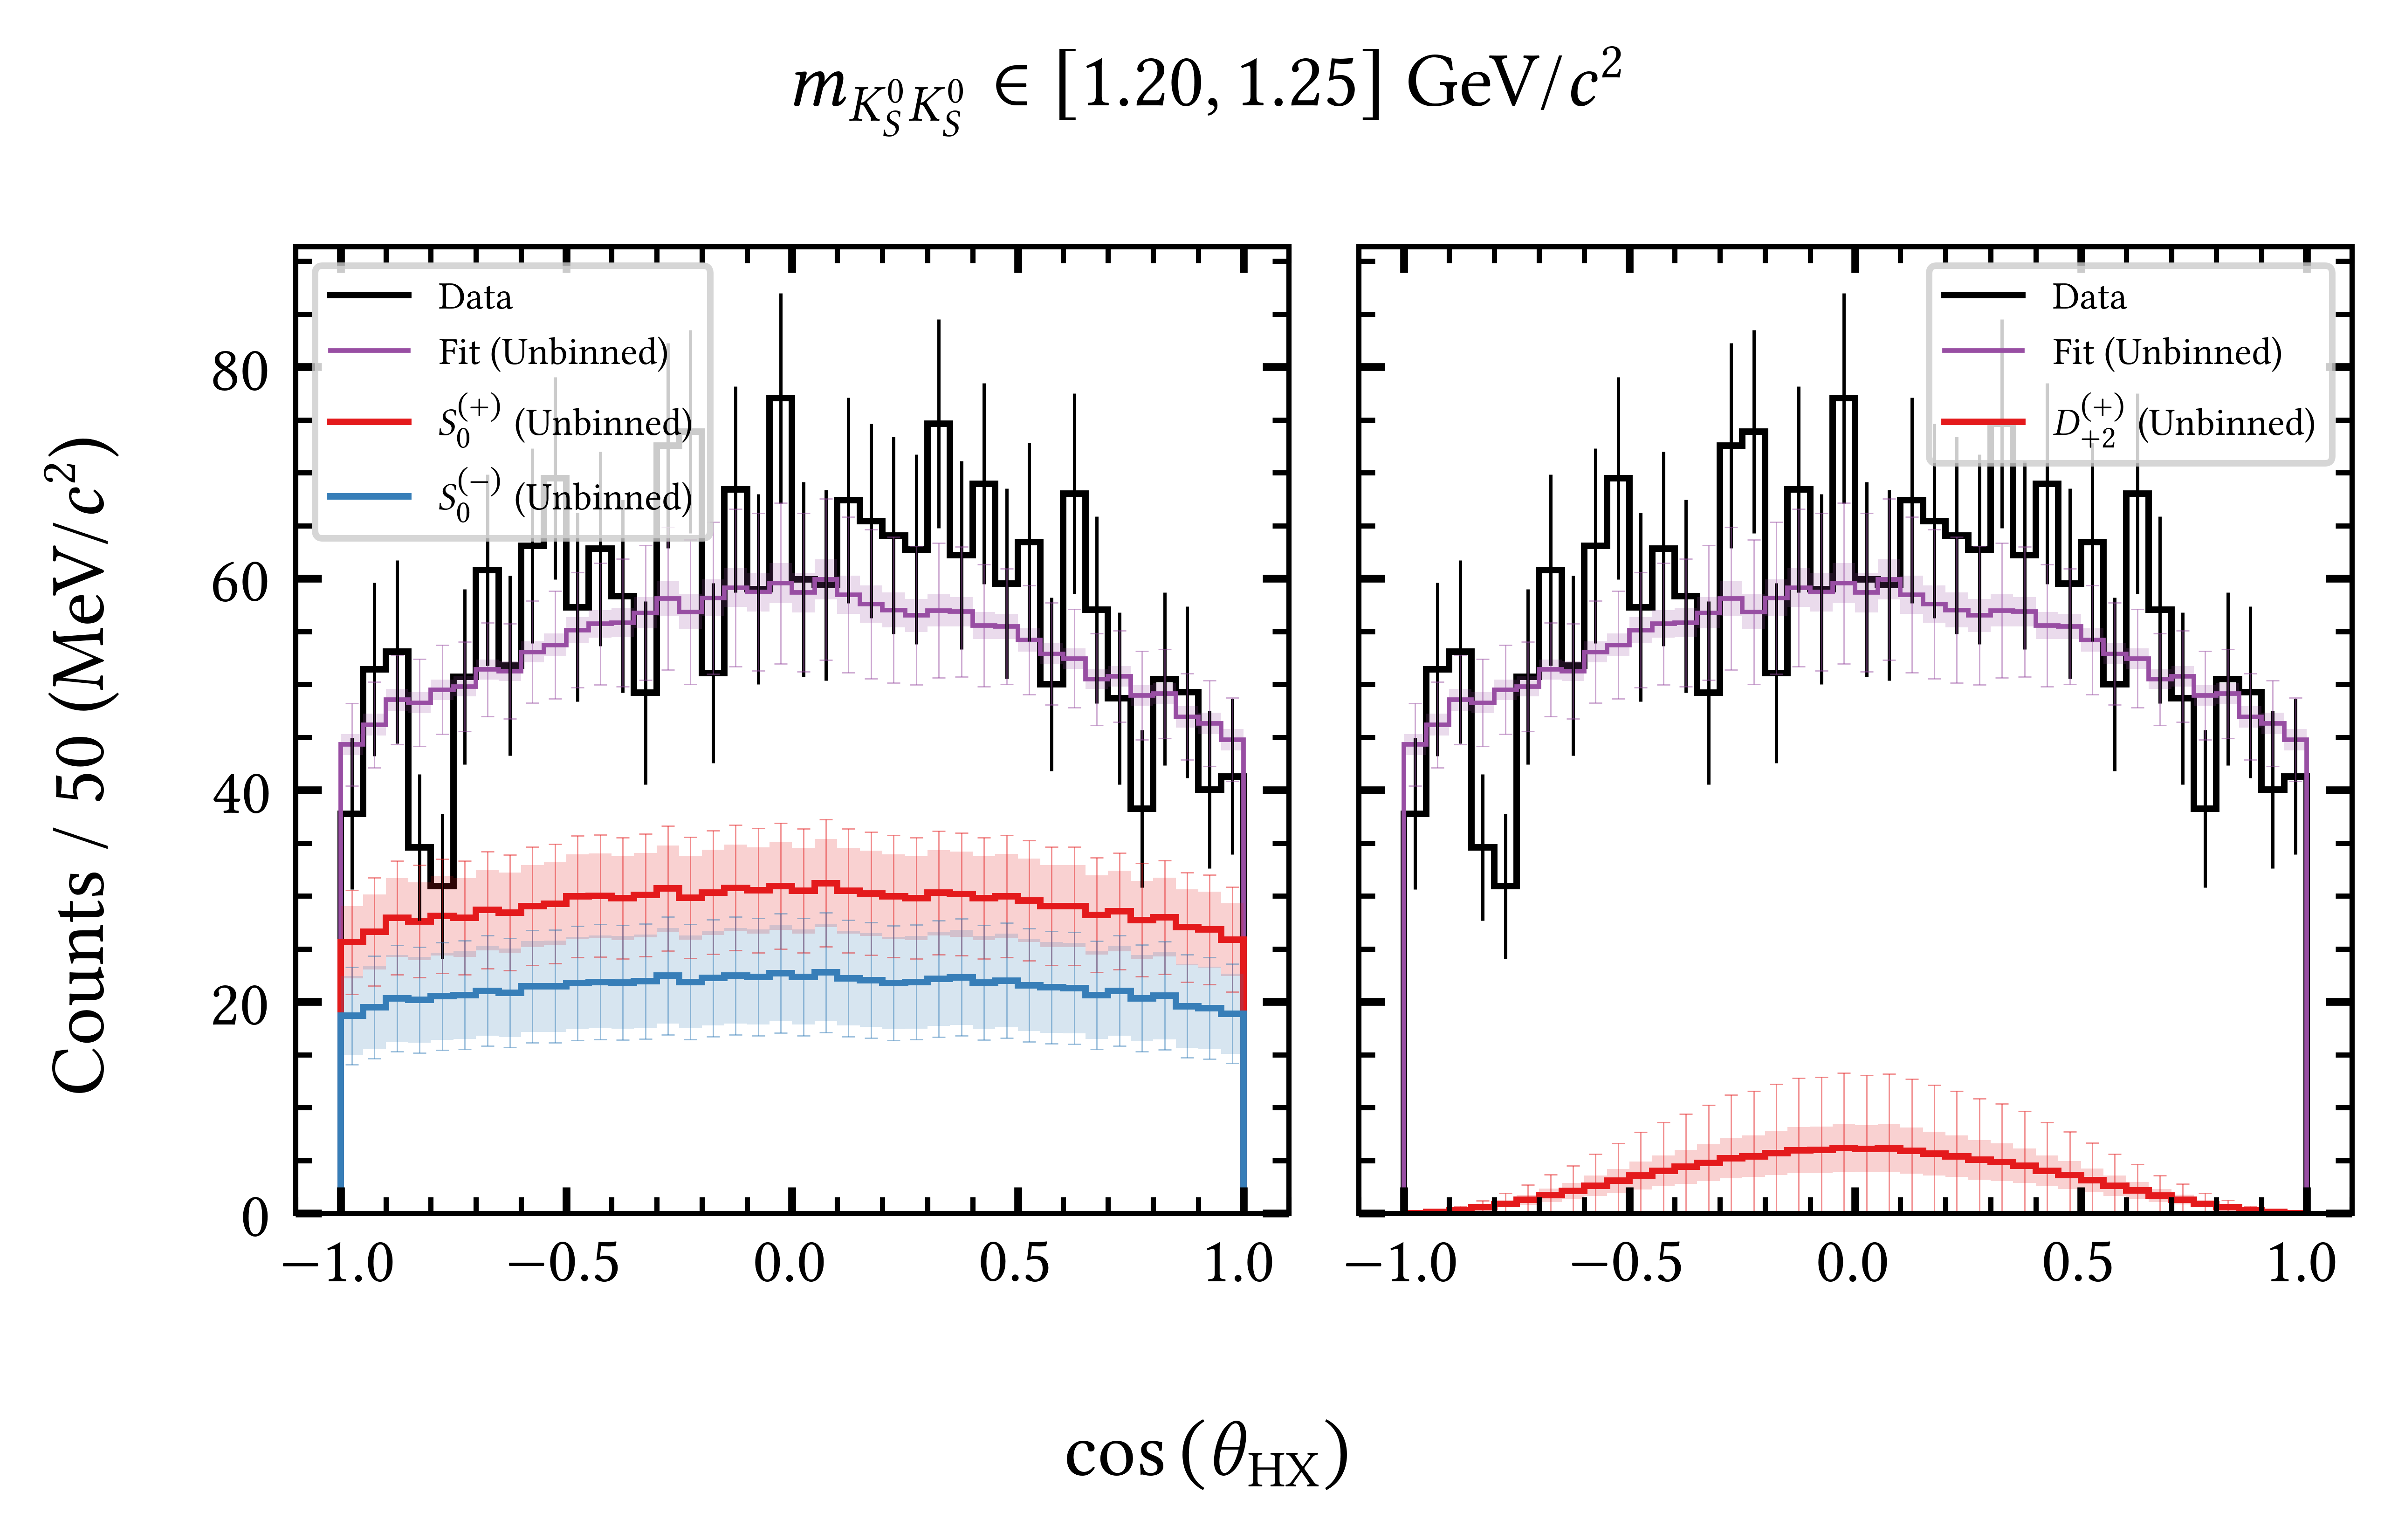 m_{K_S^0 K_S^0} ∈ [1.20, 1.25] GeV/c²
Counts / 50 (MeV/c²)
80
60
40
20
0
Data
Fit (Unbinned)
S_0^{(+)} (Unbinned)
S_0^{(−)} (Unbinned)
−1.0 −0.5 0.0 0.5 1.0
Data
Fit (Unbinned)
D_{+2}^{(+)} (Unbinned)
−1.0 −0.5 0.0 0.5 1.0
cos (θ_{HX})